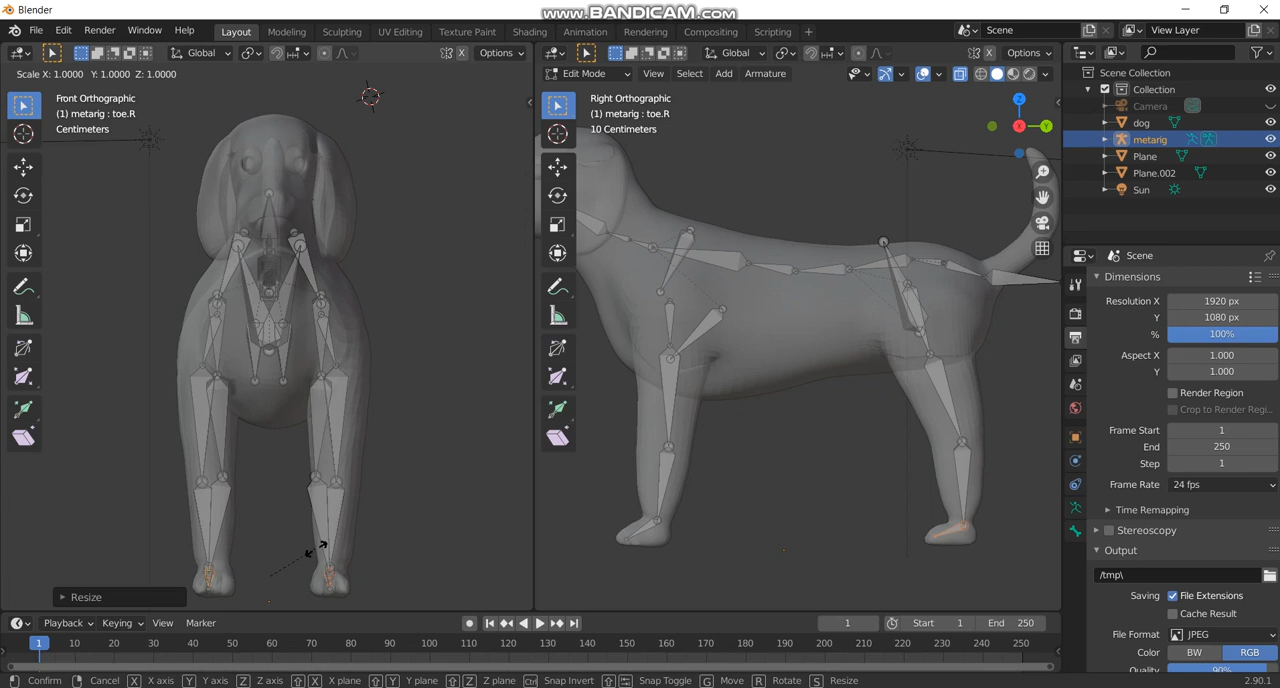 Blender
www.BANDICAM.com
File Edit Render Window Help
Layout Modeling Sculpting UV Editing Texture Paint Shading Animation Rendering Compositing Scripting +
Scene
View Layer
Global
Options
Global
Options
Scale X: 1.0000 Y: 1.0000 Z: 1.0000
Edit Mode View Select Add Armature
Front Orthographic
(1) metarig : toe.R
Centimeters
Right Orthographic
(1) metarig : toe.R
10 Centimeters
X
Y
Z
Resize
Scene Collection
Collection
Camera
dog
metarig
Plane
Plane.002
Sun
Scene
Dimensions
Resolution X 1920 px
Y 1080 px
% 100%
Aspect X 1.000
Y 1.000
Render Region
Crop to Render Regi...
Frame Start 1
End 250
Step 1
Frame Rate 24 fps
Time Remapping
Stereoscopy
Output
/tmp\
Saving File Extensions
Cache Result
File Format JPEG
Color BW RGB
Quality 90%
Playback Keying View Marker
1
Start 1 End 250
1 10 20 30 40 50 60 70 80 90 100 110 120 130 140 150 160 170 180 190 200 210 220 230 240 250
Confirm Cancel X X axis Y Y axis Z Z axis X X plane Y Y plane Z Z plane Ctrl Snap Invert Snap Toggle G Move R Rotate S Resize 2.90.1